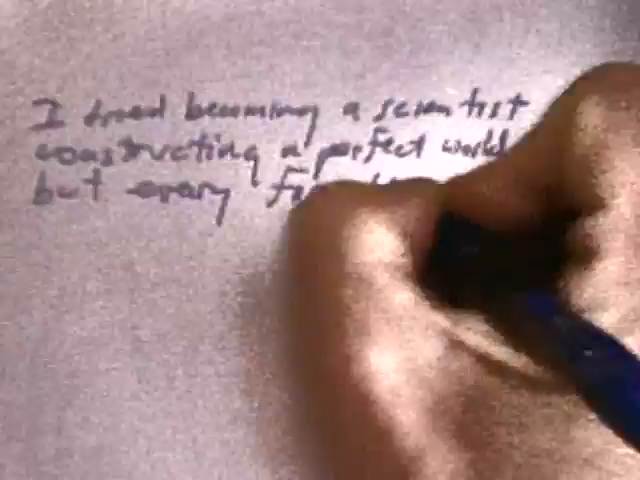 I tried becoming a scientist
constructing a perfect world
but every